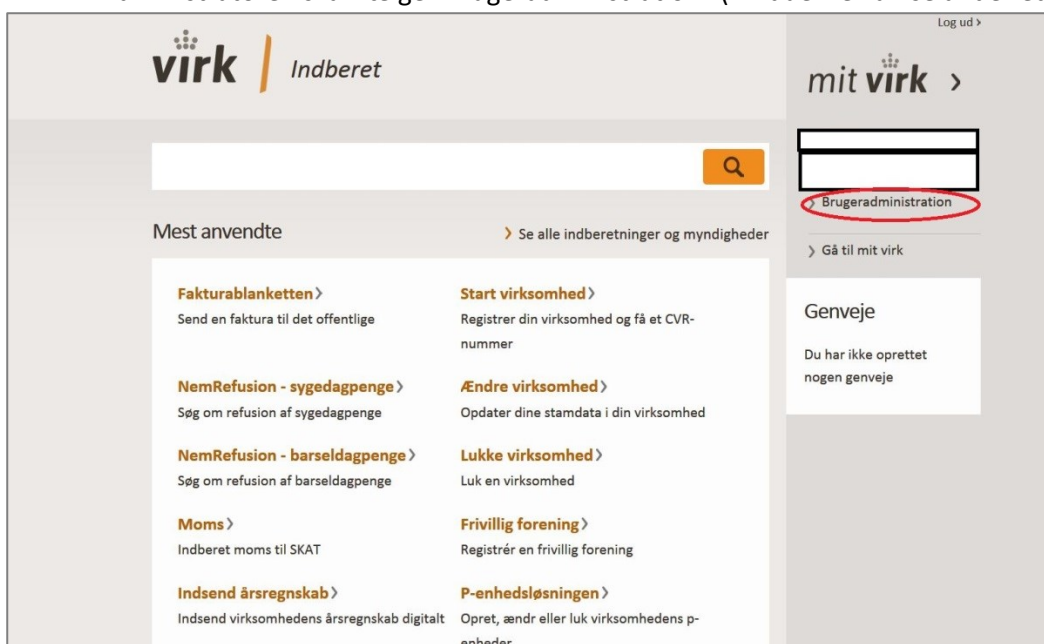 Log ud >
virk | Indberet
mit virk >
Brugeradministration
Mest anvendte
> Se alle indberetninger og myndigheder
> Gå til mit virk
Fakturablanketten >
Send en faktura til det offentlige
Start virksomhed >
Registrer din virksomhed og få et CVR-
nummer
Genveje
Du har ikke oprettet
nogen genveje
NemRefusion - sygedagpenge >
Søg om refusion af sygedagpenge
Ændre virksomhed >
Opdater dine stamdata i din virksomhed
NemRefusion - barseldagpenge >
Søg om refusion af barseldagpenge
Lukke virksomhed >
Luk en virksomhed
Moms >
Indberet moms til SKAT
Frivillig forening >
Registrér en frivillig forening
Indsend årsregnskab >
Indsend virksomhedens årsregnskab digitalt
P-enhedsløsningen >
Opret, ændr eller luk virksomhedens p-
enheder